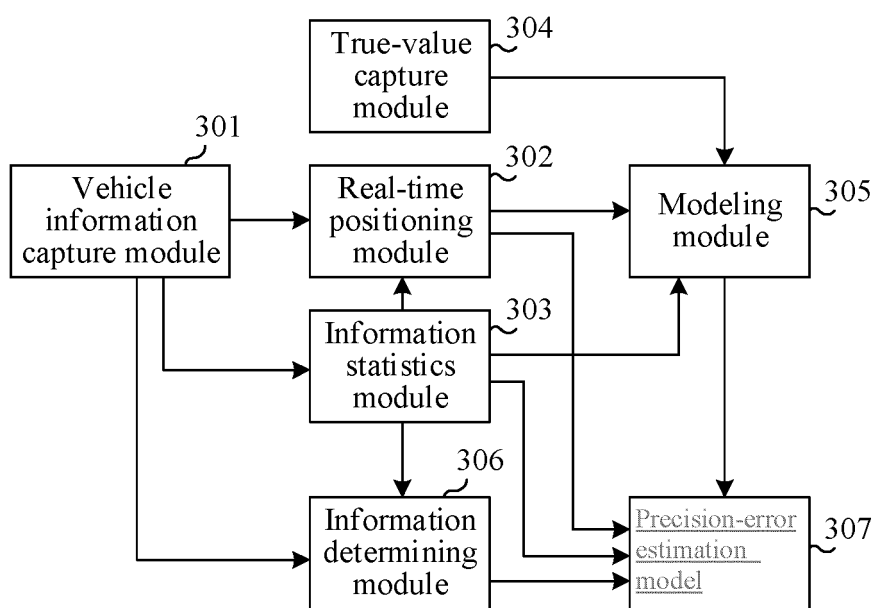 304
True-value
capture
module
301
302
Vehicle
information
capture module
Real-time
positioning
module
Modeling
module
305
303
Information
statistics
module
306
Information
determining
module
Precision-error
estimation
model
307